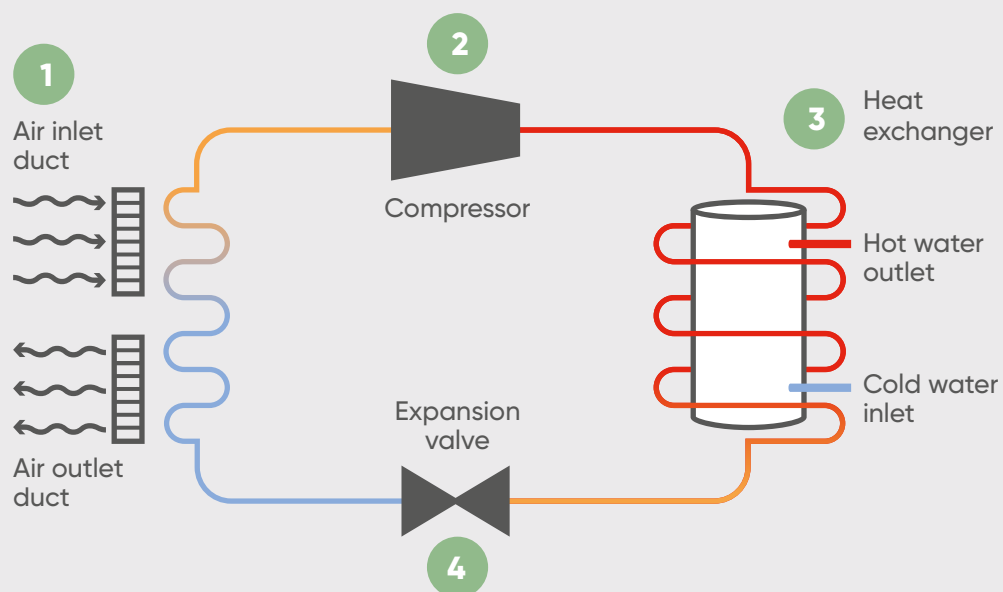 1
Air inlet
duct
2
Compressor
3
Heat
exchanger
Hot water
outlet
Cold water
inlet
Expansion
valve
4
Air outlet
duct